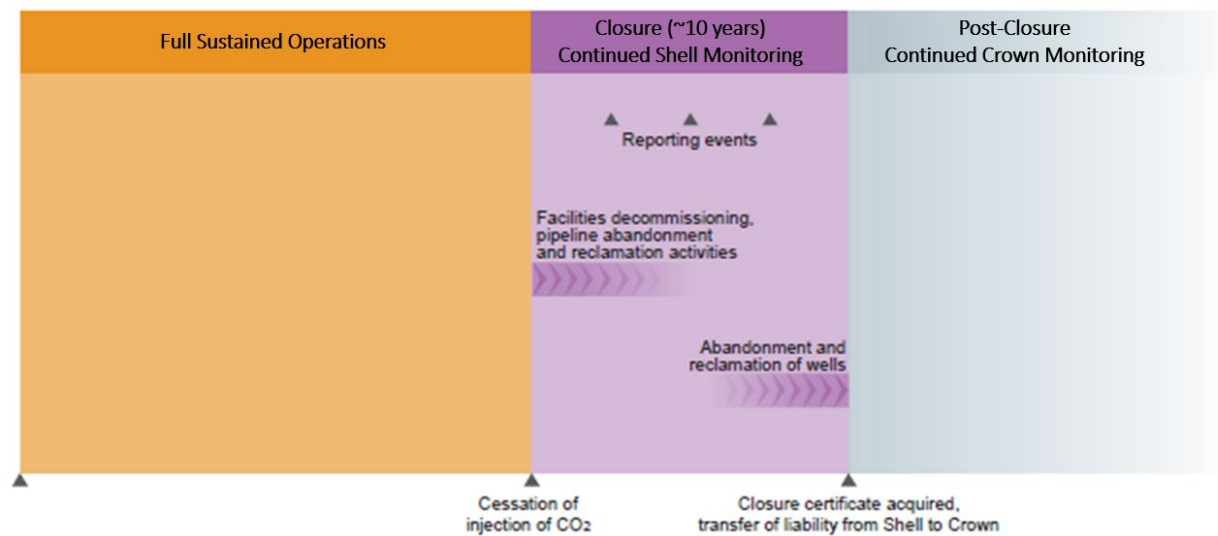 Full Sustained Operations
Closure (~10 years)
Continued Shell Monitoring
Post-Closure
Continued Crown Monitoring
Reporting events
Facilities decommissioning,
pipeline abandonment
and reclamation activities
Abandonment and
reclamation of wells
Cessation of
injection of CO₂
Closure certificate acquired,
transfer of liability from Shell to Crown